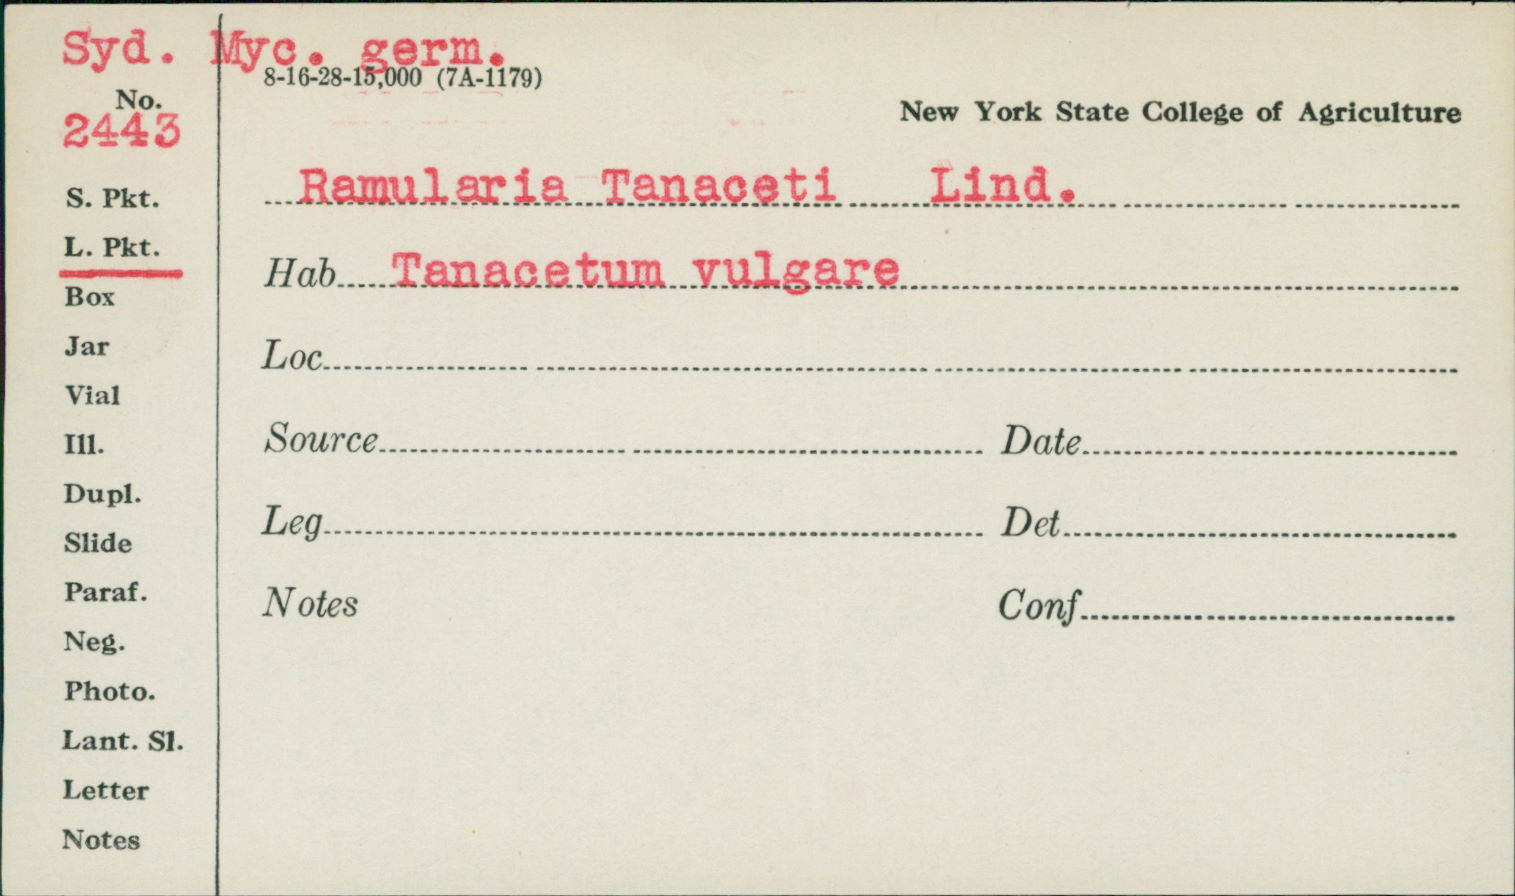 Syd. Myc. germ.
8-16-28-15,000 (7A-1179)
No.
2443
New York State College of Agriculture
S. Pkt.
L. Pkt.
Box
Jar
Vial
Ill.
Dupl.
Slide
Paraf.
Neg.
Photo.
Lant. Sl.
Letter
Notes
Ramularia Tanaceti Lind.
Hab Tanacetum vulgare
Loc
Source Date
Leg Det
Notes Conf